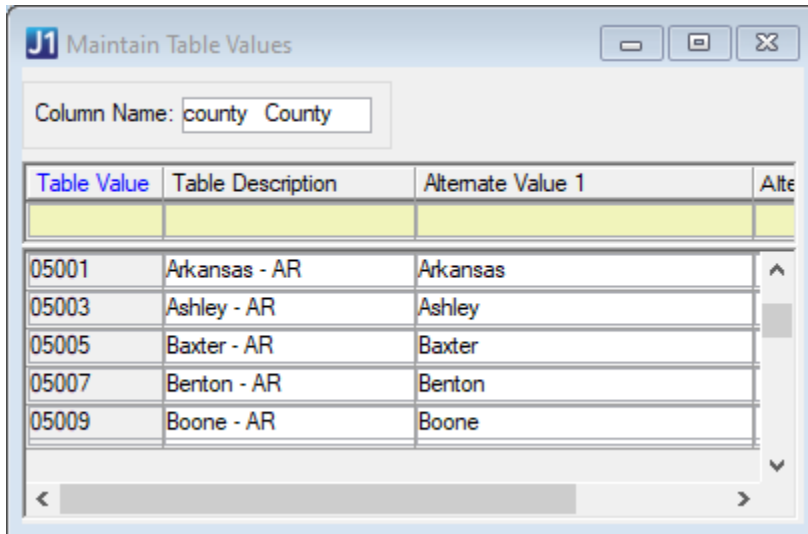 J1 Maintain Table Values
Column Name: county County
Table Value Table Description Alternate Value 1 Alte
05001 Arkansas - AR Arkansas
05003 Ashley - AR Ashley
05005 Baxter - AR Baxter
05007 Benton - AR Benton
05009 Boone - AR Boone